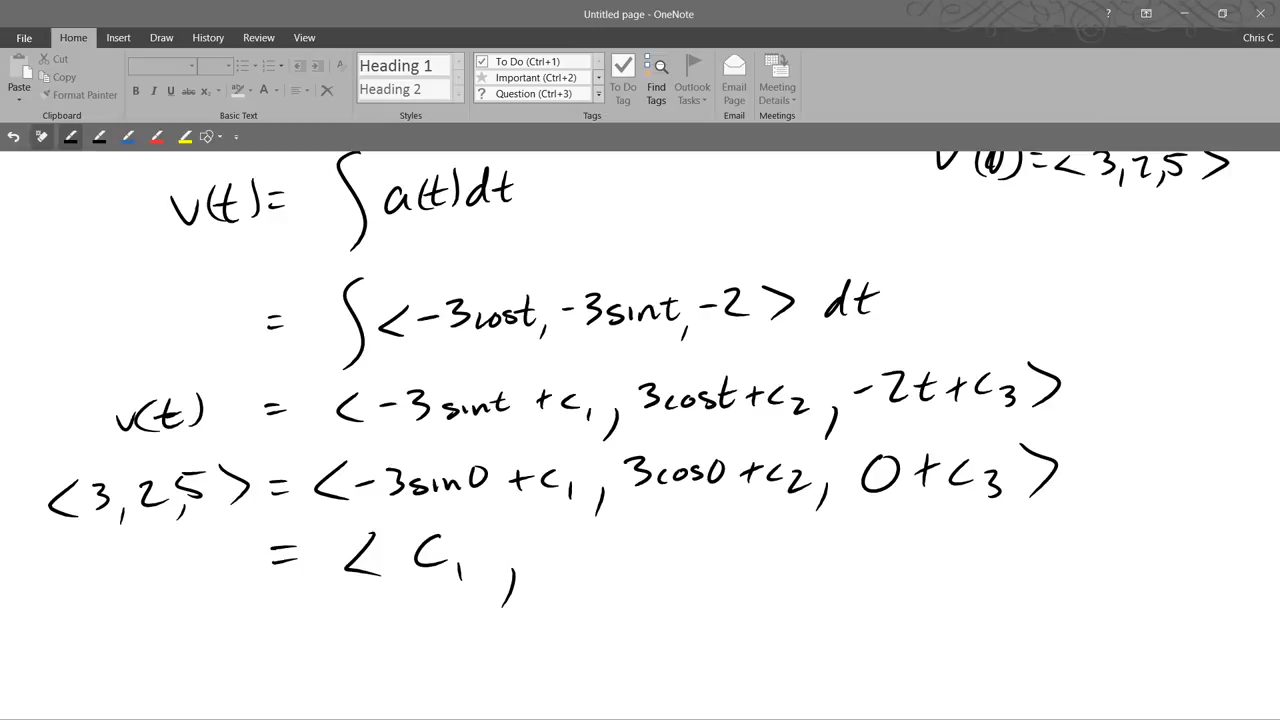 Untitled page - OneNote
File Home Insert Draw History Review View
Chris C
Paste
Cut
Copy
Format Painter
Clipboard
B I U abc X₂ A
Basic Text
Heading 1
Heading 2
Styles
To Do (Ctrl+1)
Important (Ctrl+2)
? Question (Ctrl+3)
To Do Tag
Find Tags
Tags
Outlook Tasks
Email Page
Email
Meeting Details
Meetings
v(0)=<3,2,5>
v(t)= ∫ a(t)dt
= ∫ <-3cost, -3sint, -2> dt
v(t) = <-3sint +c₁, 3cost+c₂, -2t+c₃>
<3,2,5> = <-3sin0 +c₁, 3cos0 +c₂, 0+c₃>
= < c₁ ,